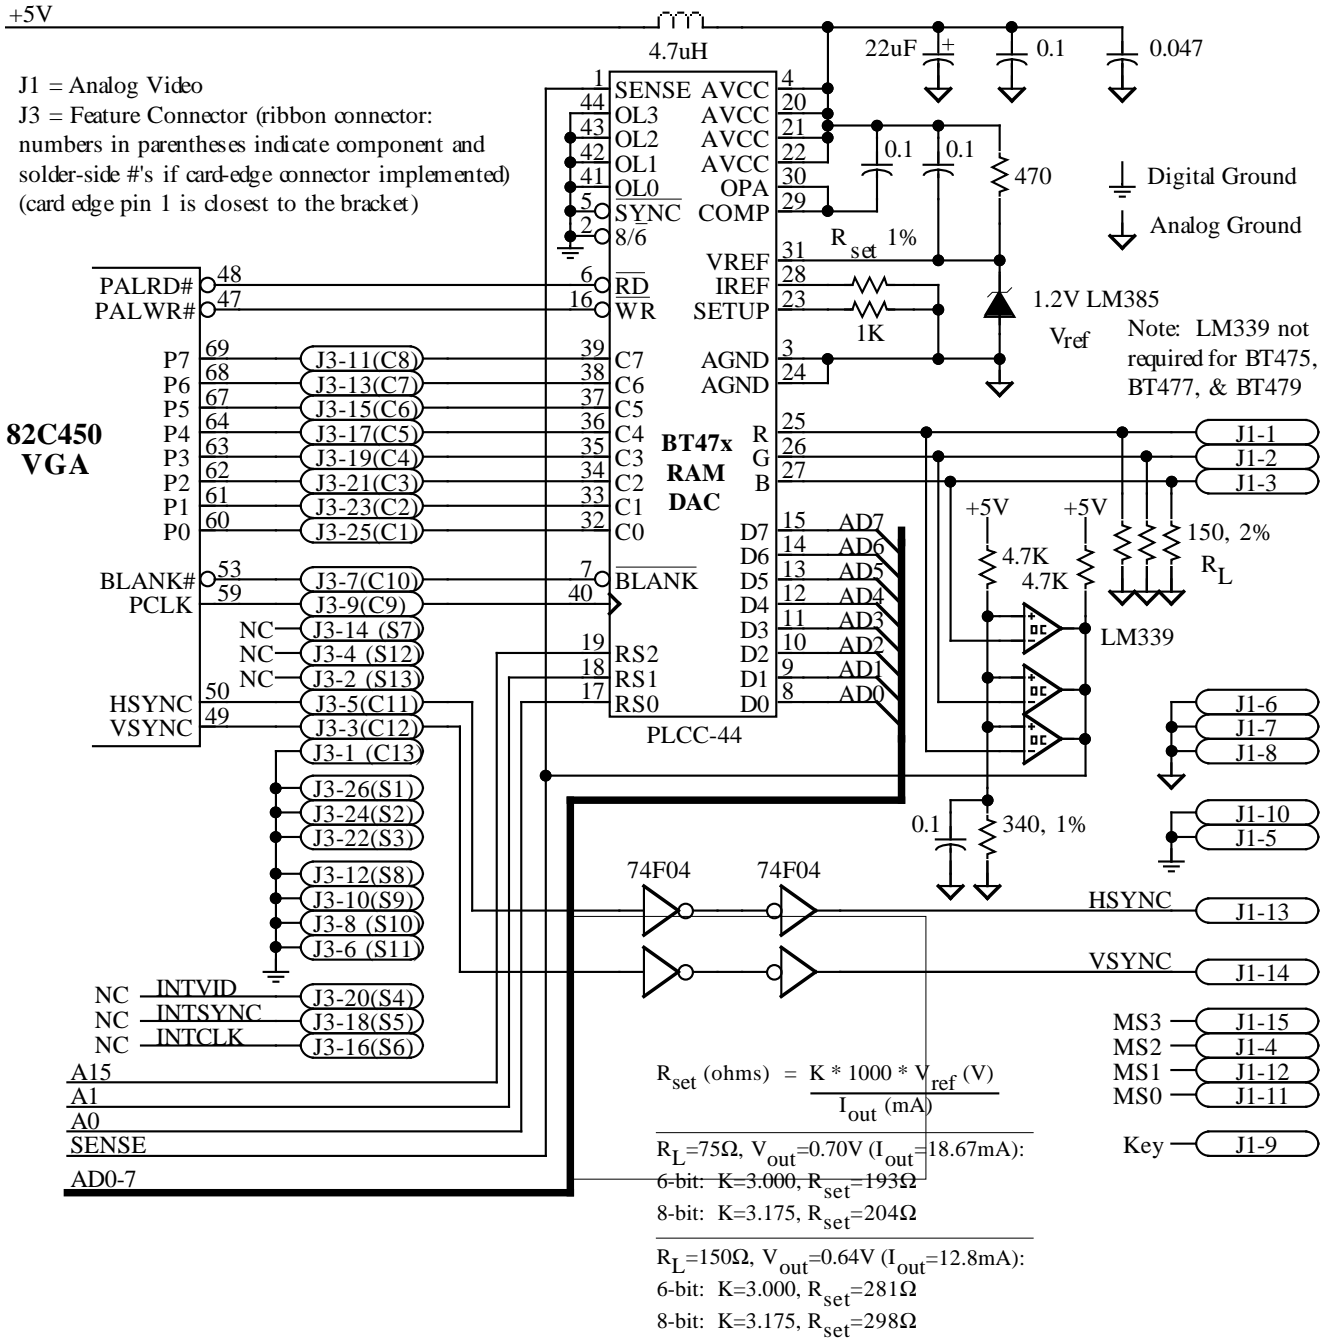 +5V
4.7uH
22uF
+
0.1
0.047
J1 = Analog Video
J3 = Feature Connector (ribbon connector:
numbers in parentheses indicate component and
solder-side #'s if card-edge connector implemented)
(card edge pin 1 is closest to the bracket)
1 SENSE AVCC 4
44 OL3 AVCC 20
43 OL2 AVCC 21
42 OL1 AVCC 22
41 OL0 OPA 30
5 SYNC COMP 29
2 8/6
0.1
0.1
470
Digital Ground
Analog Ground
Rset 1%
VREF 31
PALRD# 48 6 RD IREF 28
PALWR# 47 16 WR SETUP 23
1K
1.2V LM385
Vref
Note: LM339 not
required for BT475,
BT477, & BT479
P7 69 J3-11(C8) 39 C7 AGND 3
P6 68 J3-13(C7) 38 C6 AGND 24
P5 67 J3-15(C6) 37 C5
P4 64 J3-17(C5) 36 C4 R 25 J1-1
P3 63 J3-19(C4) 35 C3 G 26 J1-2
P2 62 J3-21(C3) 34 C2 B 27 J1-3
P1 61 J3-23(C2) 33 C1
P0 60 J3-25(C1) 32 C0
82C450
VGA
BT47x
RAM
DAC
D7 15 AD7
D6 14 AD6
D5 13 AD5
D4 12 AD4
D3 11 AD3
D2 10 AD2
D1 9 AD1
D0 8 AD0
+5V
+5V
4.7K
4.7K
150, 2%
RL
BLANK# 53 J3-7(C10) 7 BLANK
PCLK 59 J3-9(C9) 40
NC J3-14 (S7)
NC J3-4 (S12) 19 RS2
NC J3-2 (S13) 18 RS1
HSYNC 50 J3-5(C11) 17 RS0
VSYNC 49 J3-3(C12)
J3-1 (C13)
PLCC-44
+
-
OC
LM339
+
-
+
-
OC
J1-6
J1-7
J1-8
J3-26(S1)
J3-24(S2)
J3-22(S3)
J3-12(S8)
J3-10(S9)
J3-8 (S10)
J3-6 (S11)
0.1
340, 1%
J1-10
J1-5
74F04
74F04
HSYNC J1-13
VSYNC J1-14
NC INTVID J3-20(S4)
NC INTSYNC J3-18(S5)
NC INTCLK J3-16(S6)
MS3 J1-15
MS2 J1-4
MS1 J1-12
MS0 J1-11
Key J1-9
A15
A1
A0
SENSE
AD0-7
Rset (ohms) = K * 1000 * Vref (V)
Iout (mA)
RL=75Ω, Vout=0.70V (Iout=18.67mA):
6-bit: K=3.000, Rset=193Ω
8-bit: K=3.175, Rset=204Ω
RL=150Ω, Vout=0.64V (Iout=12.8mA):
6-bit: K=3.000, Rset=281Ω
8-bit: K=3.175, Rset=298Ω